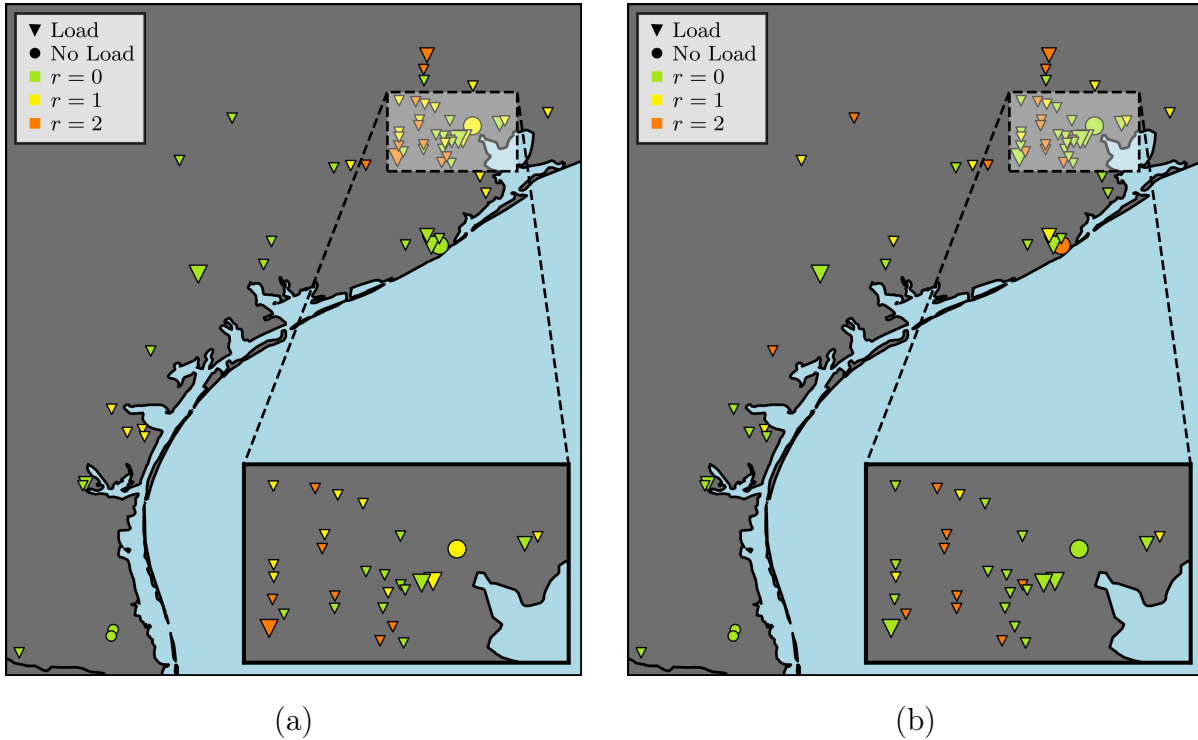 Load
No Load
r = 0
r = 1
r = 2
(a)
Load
No Load
r = 0
r = 1
r = 2
(b)